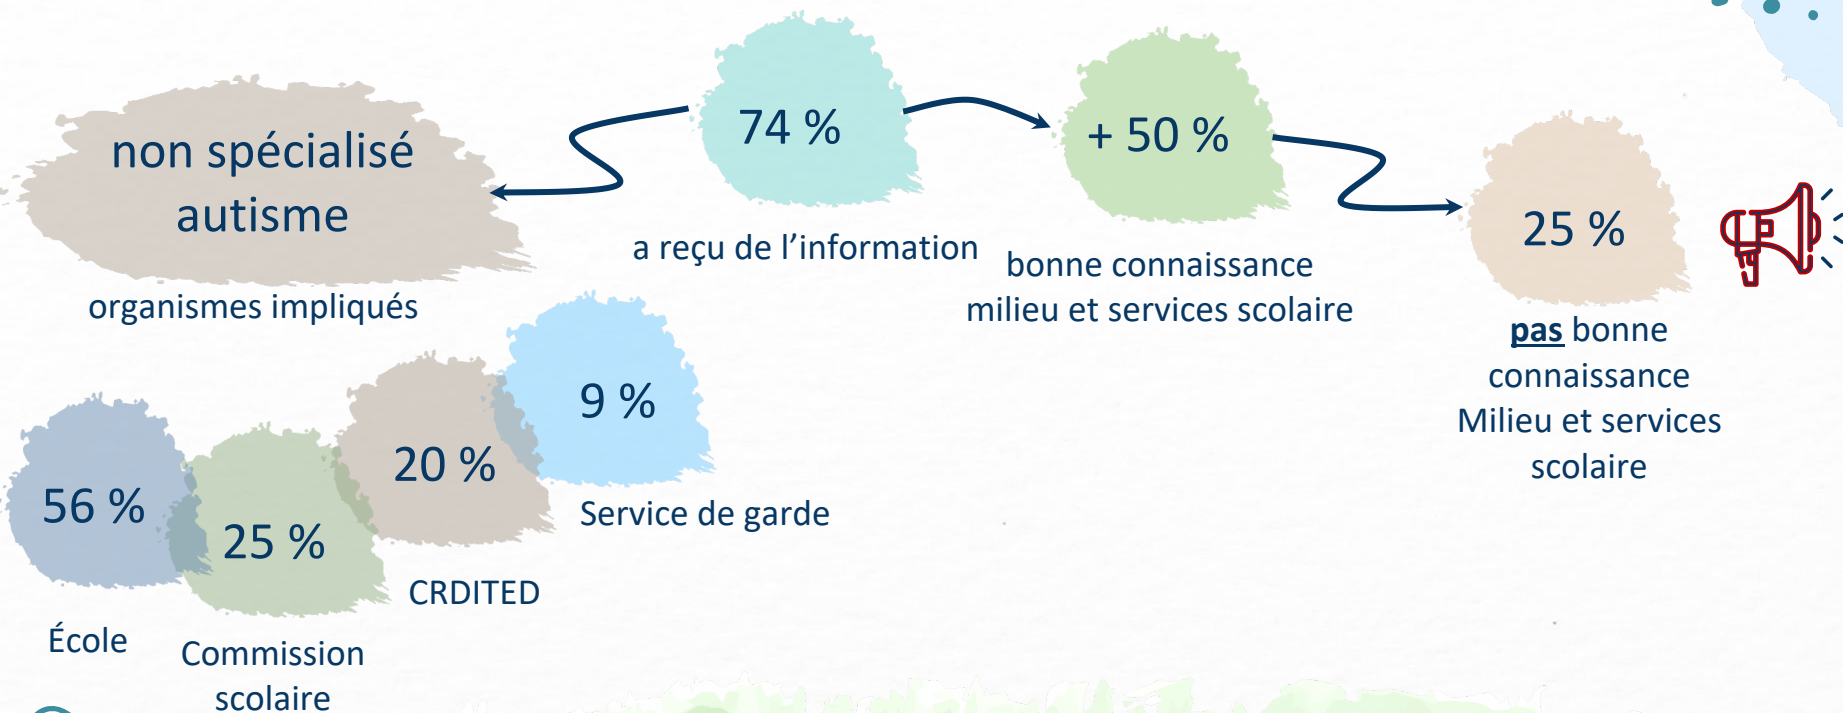 non spécialisé
autisme
organismes impliqués
74 %
a reçu de l’information
+ 50 %
bonne connaissance
milieu et services scolaire
25 %
pas bonne
connaissance
Milieu et services
scolaire
56 %
École
25 %
Commission
scolaire
20 %
CRDITED
9 %
Service de garde